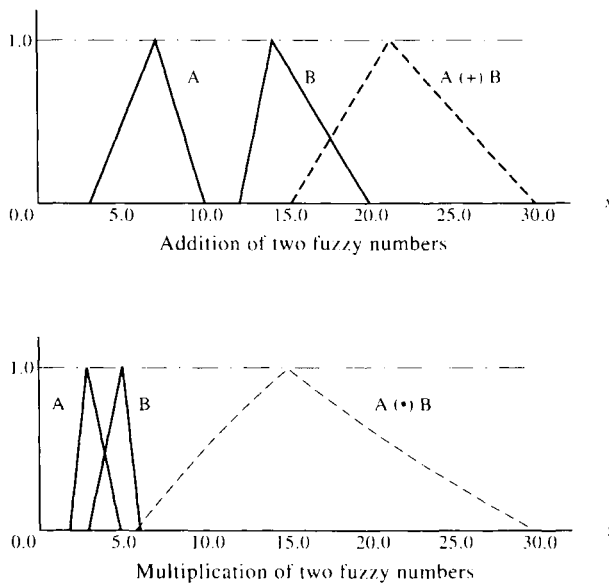 1.0
A
B
A (+) B
0.0 5.0 10.0 15.0 20.0 25.0 30.0
Addition of two fuzzy numbers
1.0
A
B
A (•) B
0.0 5.0 10.0 15.0 20.0 25.0 30.0
Multiplication of two fuzzy numbers